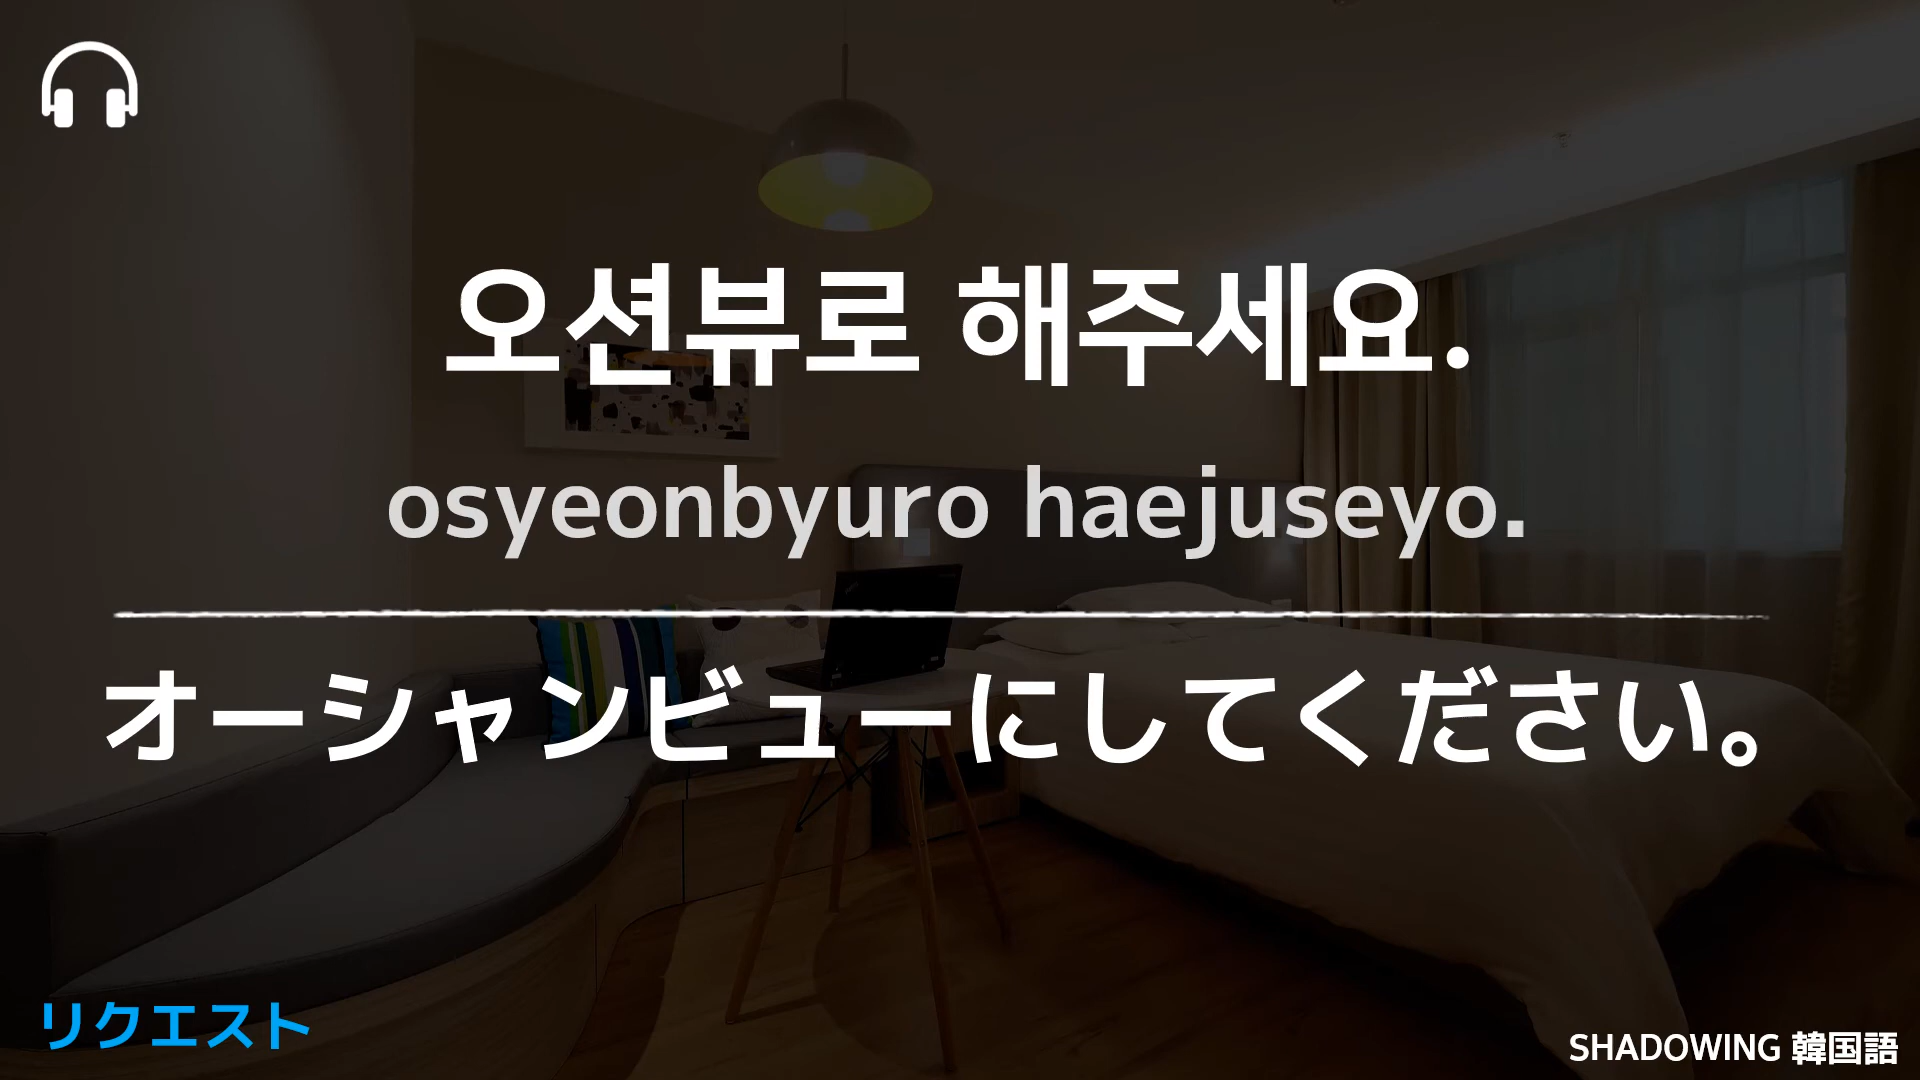 오션뷰로 해주세요.
osyeonbyuro haejuseyo.
オーシャンビューにしてください。
リクエスト
SHADOWING 韓国語